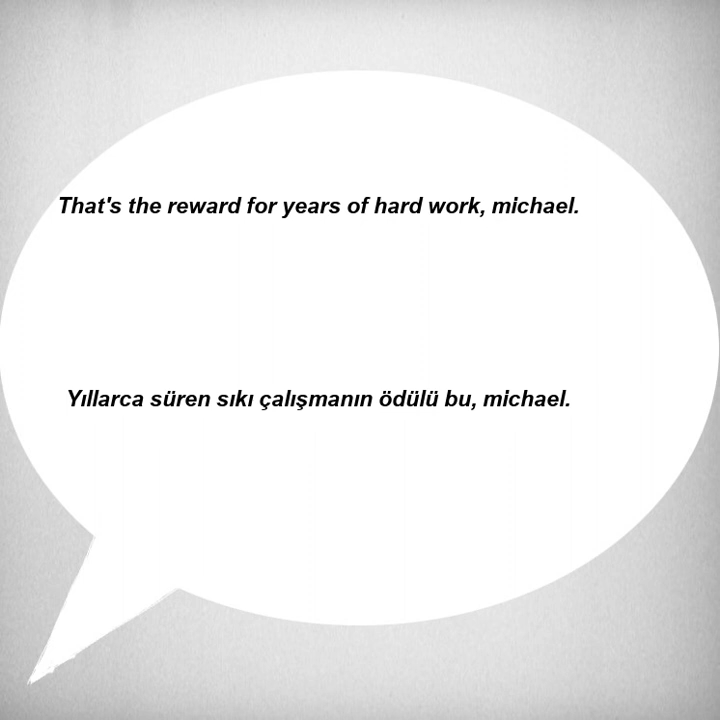 That's the reward for years of hard work, michael.
Yıllarca süren sıkı çalışmanın ödülü bu, michael.